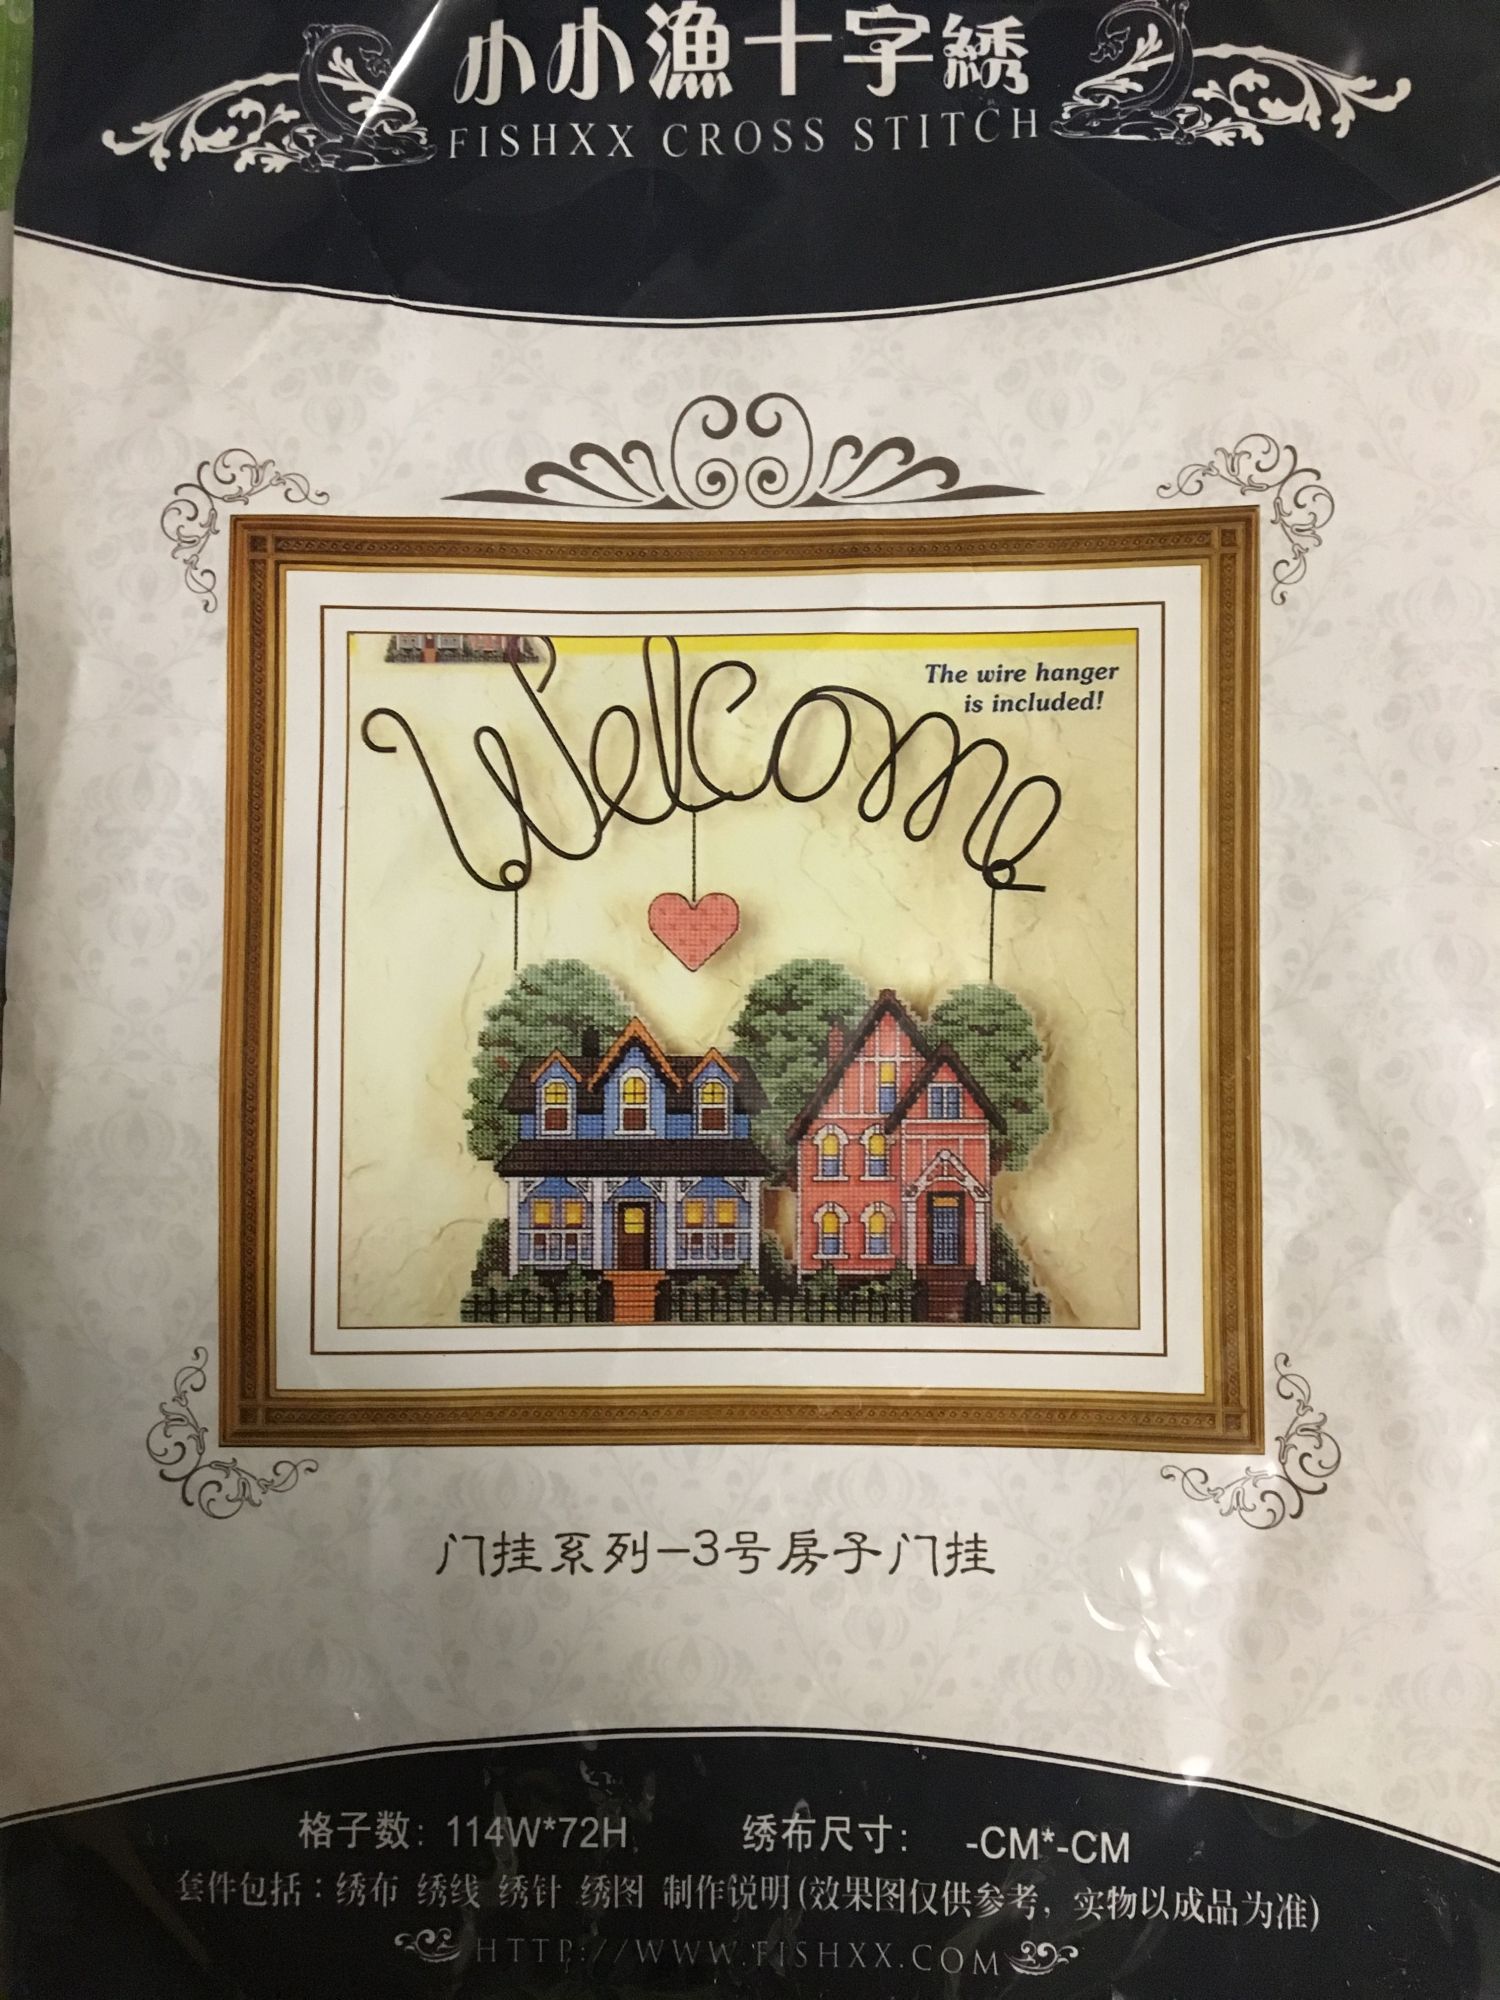 小小漁十字綉
FISHXX CROSS STITCH
The wire hanger
is included!
Welcome
门挂系列-3号房子门挂
格子数: 114W*72H 绣布尺寸: -CM*-CM
套件包括:绣布 绣线 绣针 绣图 制作说明(效果图仅供参考，实物以成品为准)
HTTP://WWW.FISHXX.COM